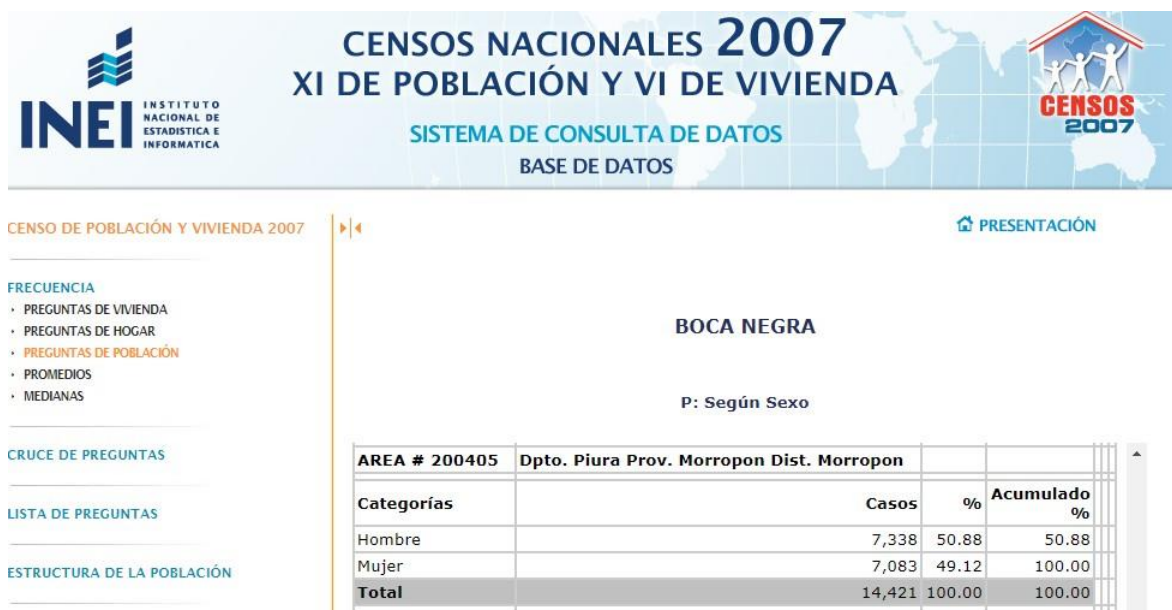 INEI
INSTITUTO
NACIONAL DE
ESTADISTICA E
INFORMATICA
CENSOS NACIONALES 2007
XI DE POBLACIÓN Y VI DE VIVIENDA
SISTEMA DE CONSULTA DE DATOS
BASE DE DATOS
CENSOS
2007
CENSO DE POBLACIÓN Y VIVIENDA 2007
FRECUENCIA
PREGUNTAS DE VIVIENDA
PREGUNTAS DE HOGAR
PREGUNTAS DE POBLACIÓN
PROMEDIOS
MEDIANAS
CRUCE DE PREGUNTAS
LISTA DE PREGUNTAS
ESTRUCTURA DE LA POBLACIÓN
PRESENTACIÓN
BOCA NEGRA
P: Según Sexo
AREA # 200405 Dpto. Piura Prov. Morropon Dist. Morropon
Categorías Casos % Acumulado %
Hombre 7,338 50.88 50.88
Mujer 7,083 49.12 100.00
Total 14,421 100.00 100.00